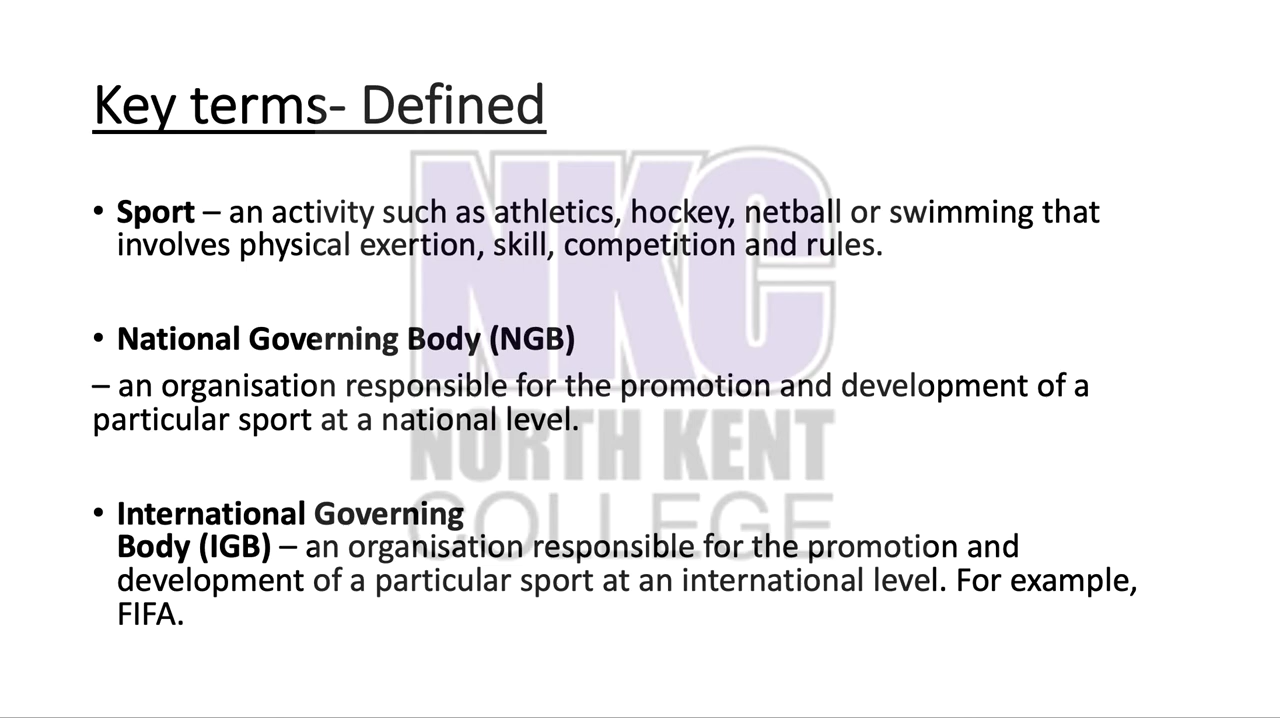 Key terms- Defined
• Sport – an activity such as athletics, hockey, netball or swimming that
involves physical exertion, skill, competition and rules.
• National Governing Body (NGB)
– an organisation responsible for the promotion and development of a
particular sport at a national level.
• International Governing
Body (IGB) – an organisation responsible for the promotion and
development of a particular sport at an international level. For example,
FIFA.
NKC
NORTH KENT
COLLEGE